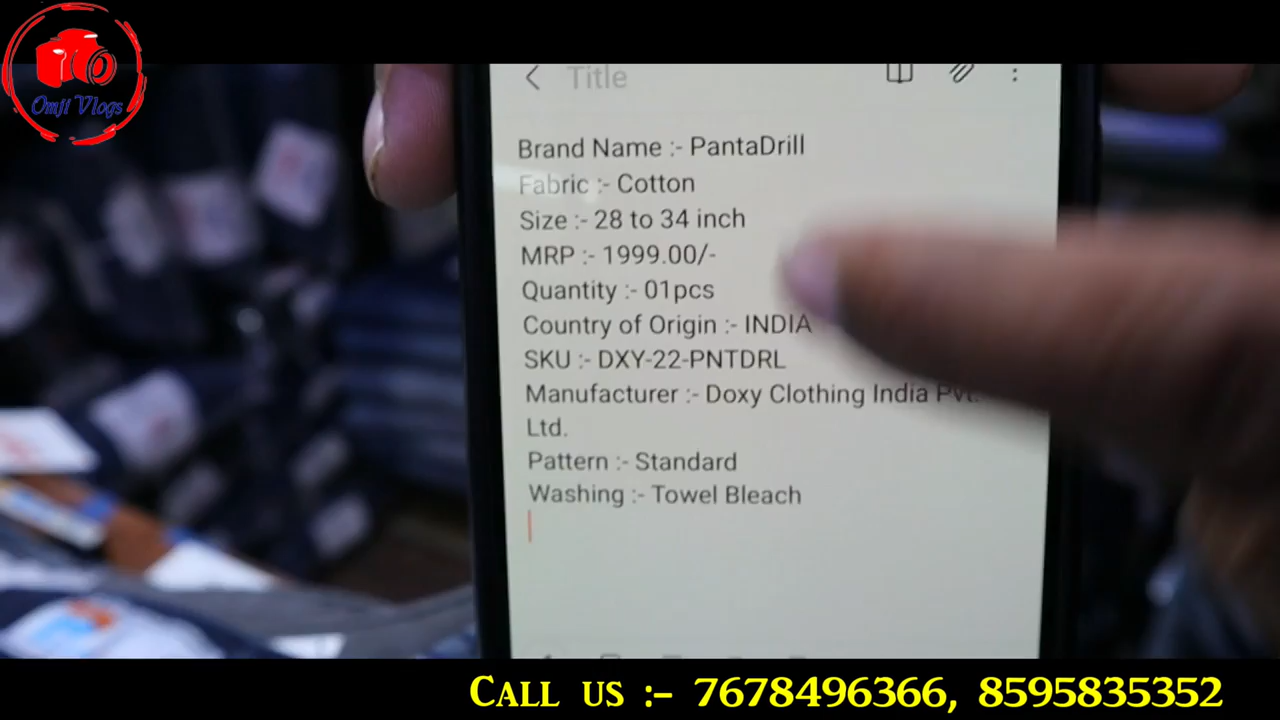 Omji Vlogs
Title
Brand Name :- PantaDrill
Fabric :- Cotton
Size :- 28 to 34 inch
MRP :- 1999.00/-
Quantity :- 01pcs
Country of Origin :- INDIA
SKU :- DXY-22-PNTDRL
Manufacturer :- Doxy Clothing India Pvt.
Ltd.
Pattern :- Standard
Washing :- Towel Bleach
Call us :- 7678496366, 8595835352